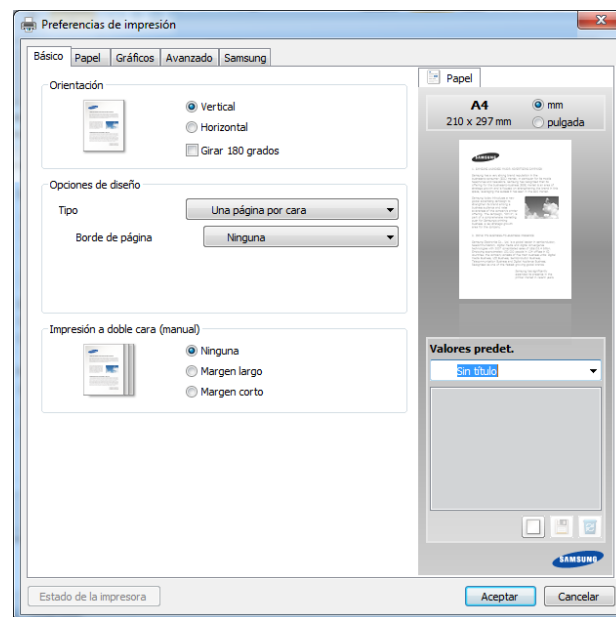 Preferencias de impresión
Básico Papel Gráficos Avanzado Samsung
Orientación
Vertical
Horizontal
Girar 180 grados
Opciones de diseño
Tipo Una página por cara
Borde de página Ninguna
Impresión a doble cara (manual)
Ninguna
Margen largo
Margen corto
Papel
A4
210 x 297 mm
mm
pulgada
SAMSUNG
Valores predet.
Sin título
SAMSUNG
Estado de la impresora Aceptar Cancelar